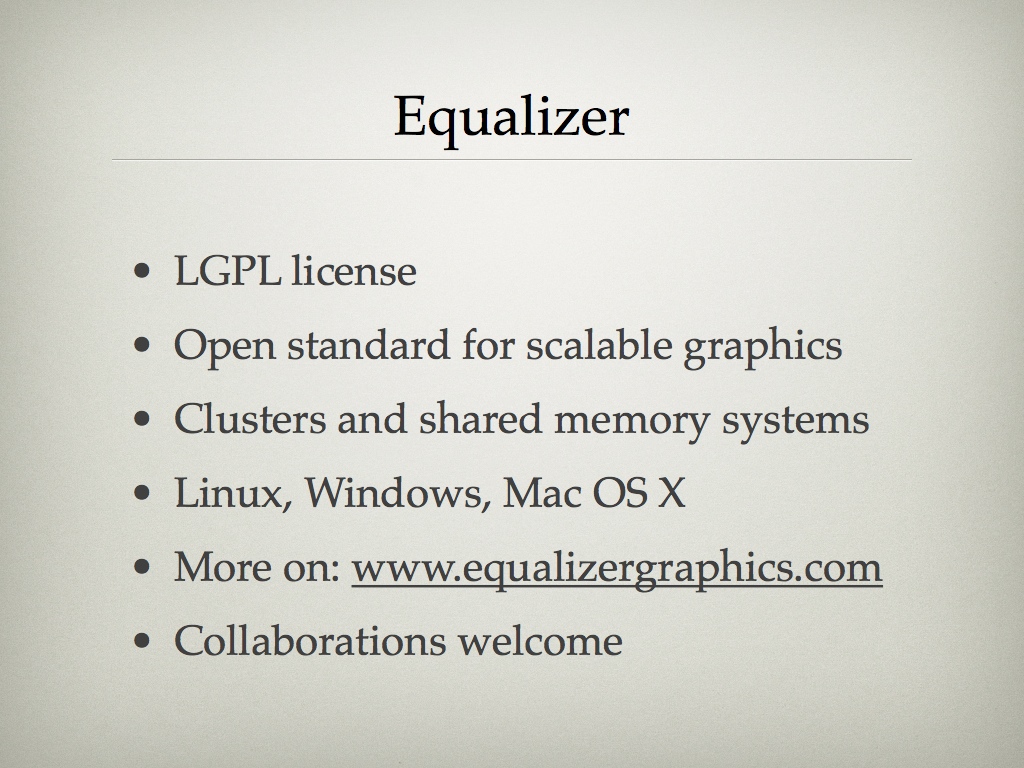 Equalizer
• LGPL license
• Open standard for scalable graphics
• Clusters and shared memory systems
• Linux, Windows, Mac OS X
• More on: www.equalizergraphics.com
• Collaborations welcome